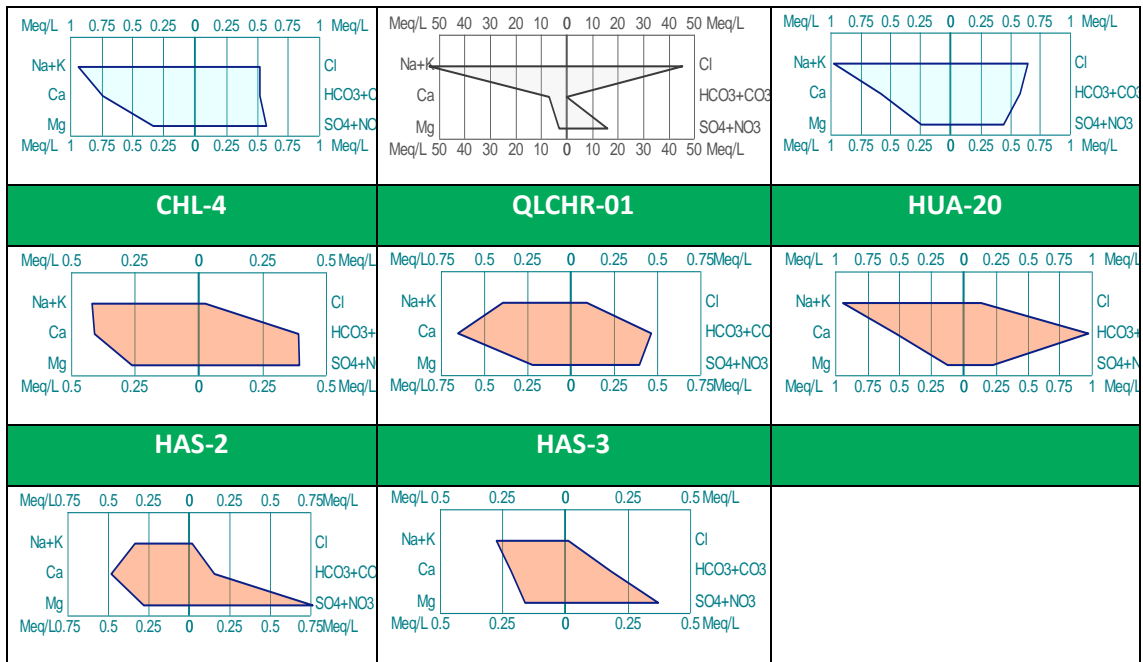 Meq/L 1 0.75 0.5 0.25 0 0.25 0.5 0.75 1 Meq/L
Na+K Cl
Ca HCO3+C
Mg SO4+NO
Meq/L 1 0.75 0.5 0.25 0 0.25 0.5 0.75 1 Meq/L
Meq/L 50 40 30 20 10 0 10 20 30 40 50 Meq/L
Na+K Cl
Ca HCO3+CO3
Mg SO4+NO3
Meq/L 50 40 30 20 10 0 10 20 30 40 50 Meq/L
Meq/L 1 0.75 0.5 0.25 0 0.25 0.5 0.75 1 Meq/L
Na+K Cl
Ca HCO3+C
Mg SO4+NO
Meq/L 1 0.75 0.5 0.25 0 0.25 0.5 0.75 1 Meq/L
CHL-4 QLCHR-01 HUA-20
Meq/L 0.5 0.25 0 0.25 0.5 Meq/L
Na+K Cl
Ca HCO3+
Mg SO4+N
Meq/L 0.5 0.25 0 0.25 0.5 Meq/L
Meq/L 0.75 0.5 0.25 0 0.25 0.5 0.75 Meq/L
Na+K Cl
Ca HCO3+CO
Mg SO4+NO3
Meq/L 0.75 0.5 0.25 0 0.25 0.5 0.75 Meq/L
Meq/L 1 0.75 0.5 0.25 0 0.25 0.5 0.75 1 Meq/L
Na+K Cl
Ca HCO3+
Mg SO4+N
Meq/L 1 0.75 0.5 0.25 0 0.25 0.5 0.75 1 Meq/L
HAS-2 HAS-3
Meq/L 0.75 0.5 0.25 0 0.25 0.5 0.75 Meq/L
Na+K Cl
Ca HCO3+CO
Mg SO4+NO3
Meq/L 0.75 0.5 0.25 0 0.25 0.5 0.75 Meq/L
Meq/L 0.5 0.25 0 0.25 0.5 Meq/L
Na+K Cl
Ca HCO3+CO3
Mg SO4+NO3
Meq/L 0.5 0.25 0 0.25 0.5 Meq/L